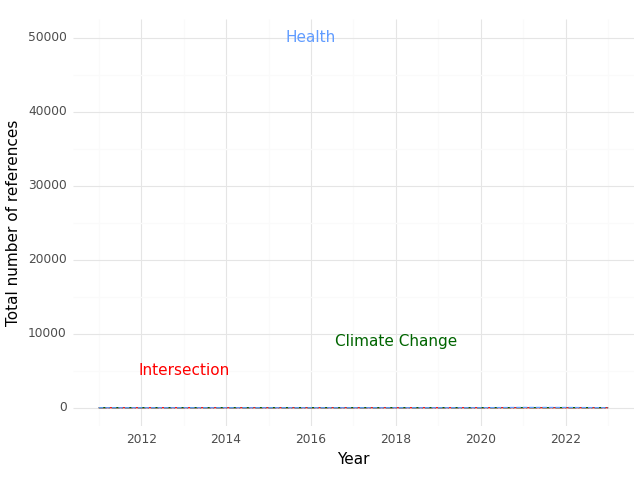 Total number of references
50000
40000
30000
20000
10000
0
Health
Climate Change
Intersection
2012
2014
2016
2018
2020
2022
Year